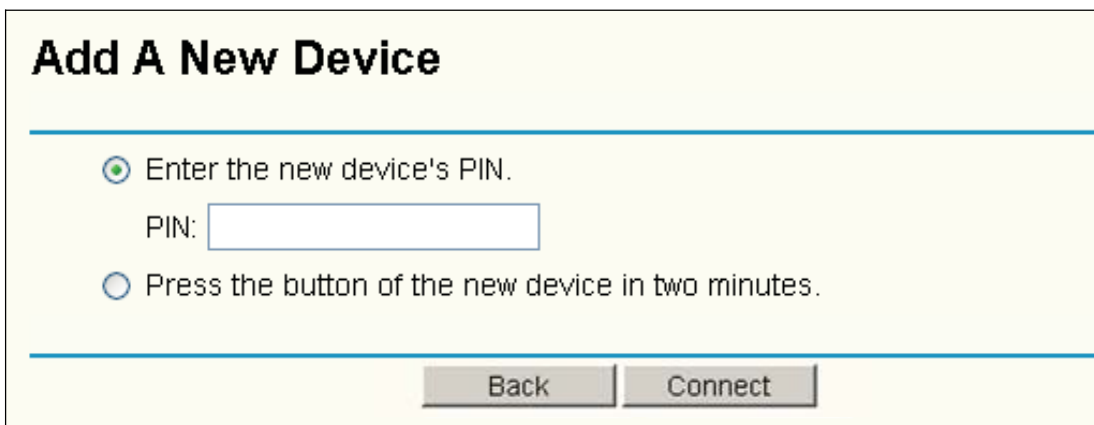 Add A New Device
Enter the new device's PIN.
PIN:
Press the button of the new device in two minutes.
Back Connect